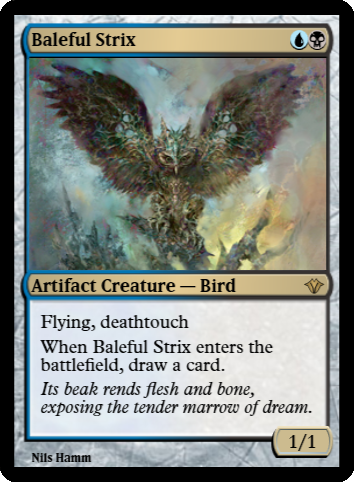 Baleful Strix
Artifact Creature — Bird
Flying, deathtouch
When Baleful Strix enters the
battlefield, draw a card.
Its beak rends flesh and bone,
exposing the tender marrow of dream.
1/1
Nils Hamm